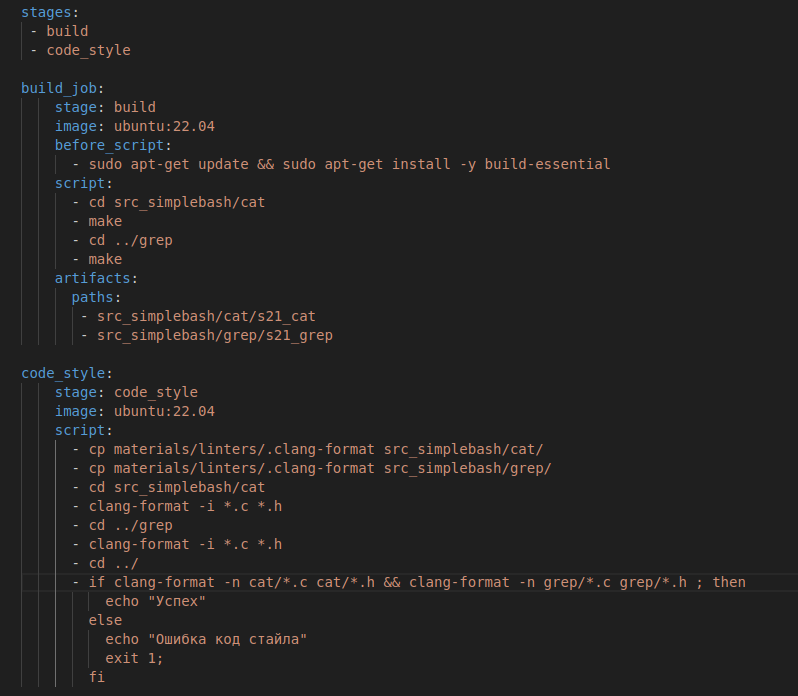 stages:
- build
- code_style
build_job:
stage: build
image: ubuntu:22.04
before_script:
- sudo apt-get update && sudo apt-get install -y build-essential
script:
- cd src_simplebash/cat
- make
- cd ../grep
- make
artifacts:
paths:
- src_simplebash/cat/s21_cat
- src_simplebash/grep/s21_grep
code_style:
stage: code_style
image: ubuntu:22.04
script:
- cp materials/linters/.clang-format src_simplebash/cat/
- cp materials/linters/.clang-format src_simplebash/grep/
- cd src_simplebash/cat
- clang-format -i *.c *.h
- cd ../grep
- clang-format -i *.c *.h
- cd ../
- if clang-format -n cat/*.c cat/*.h && clang-format -n grep/*.c grep/*.h ; then
echo "Успех"
else
echo "Ошибка код стайла"
exit 1;
fi